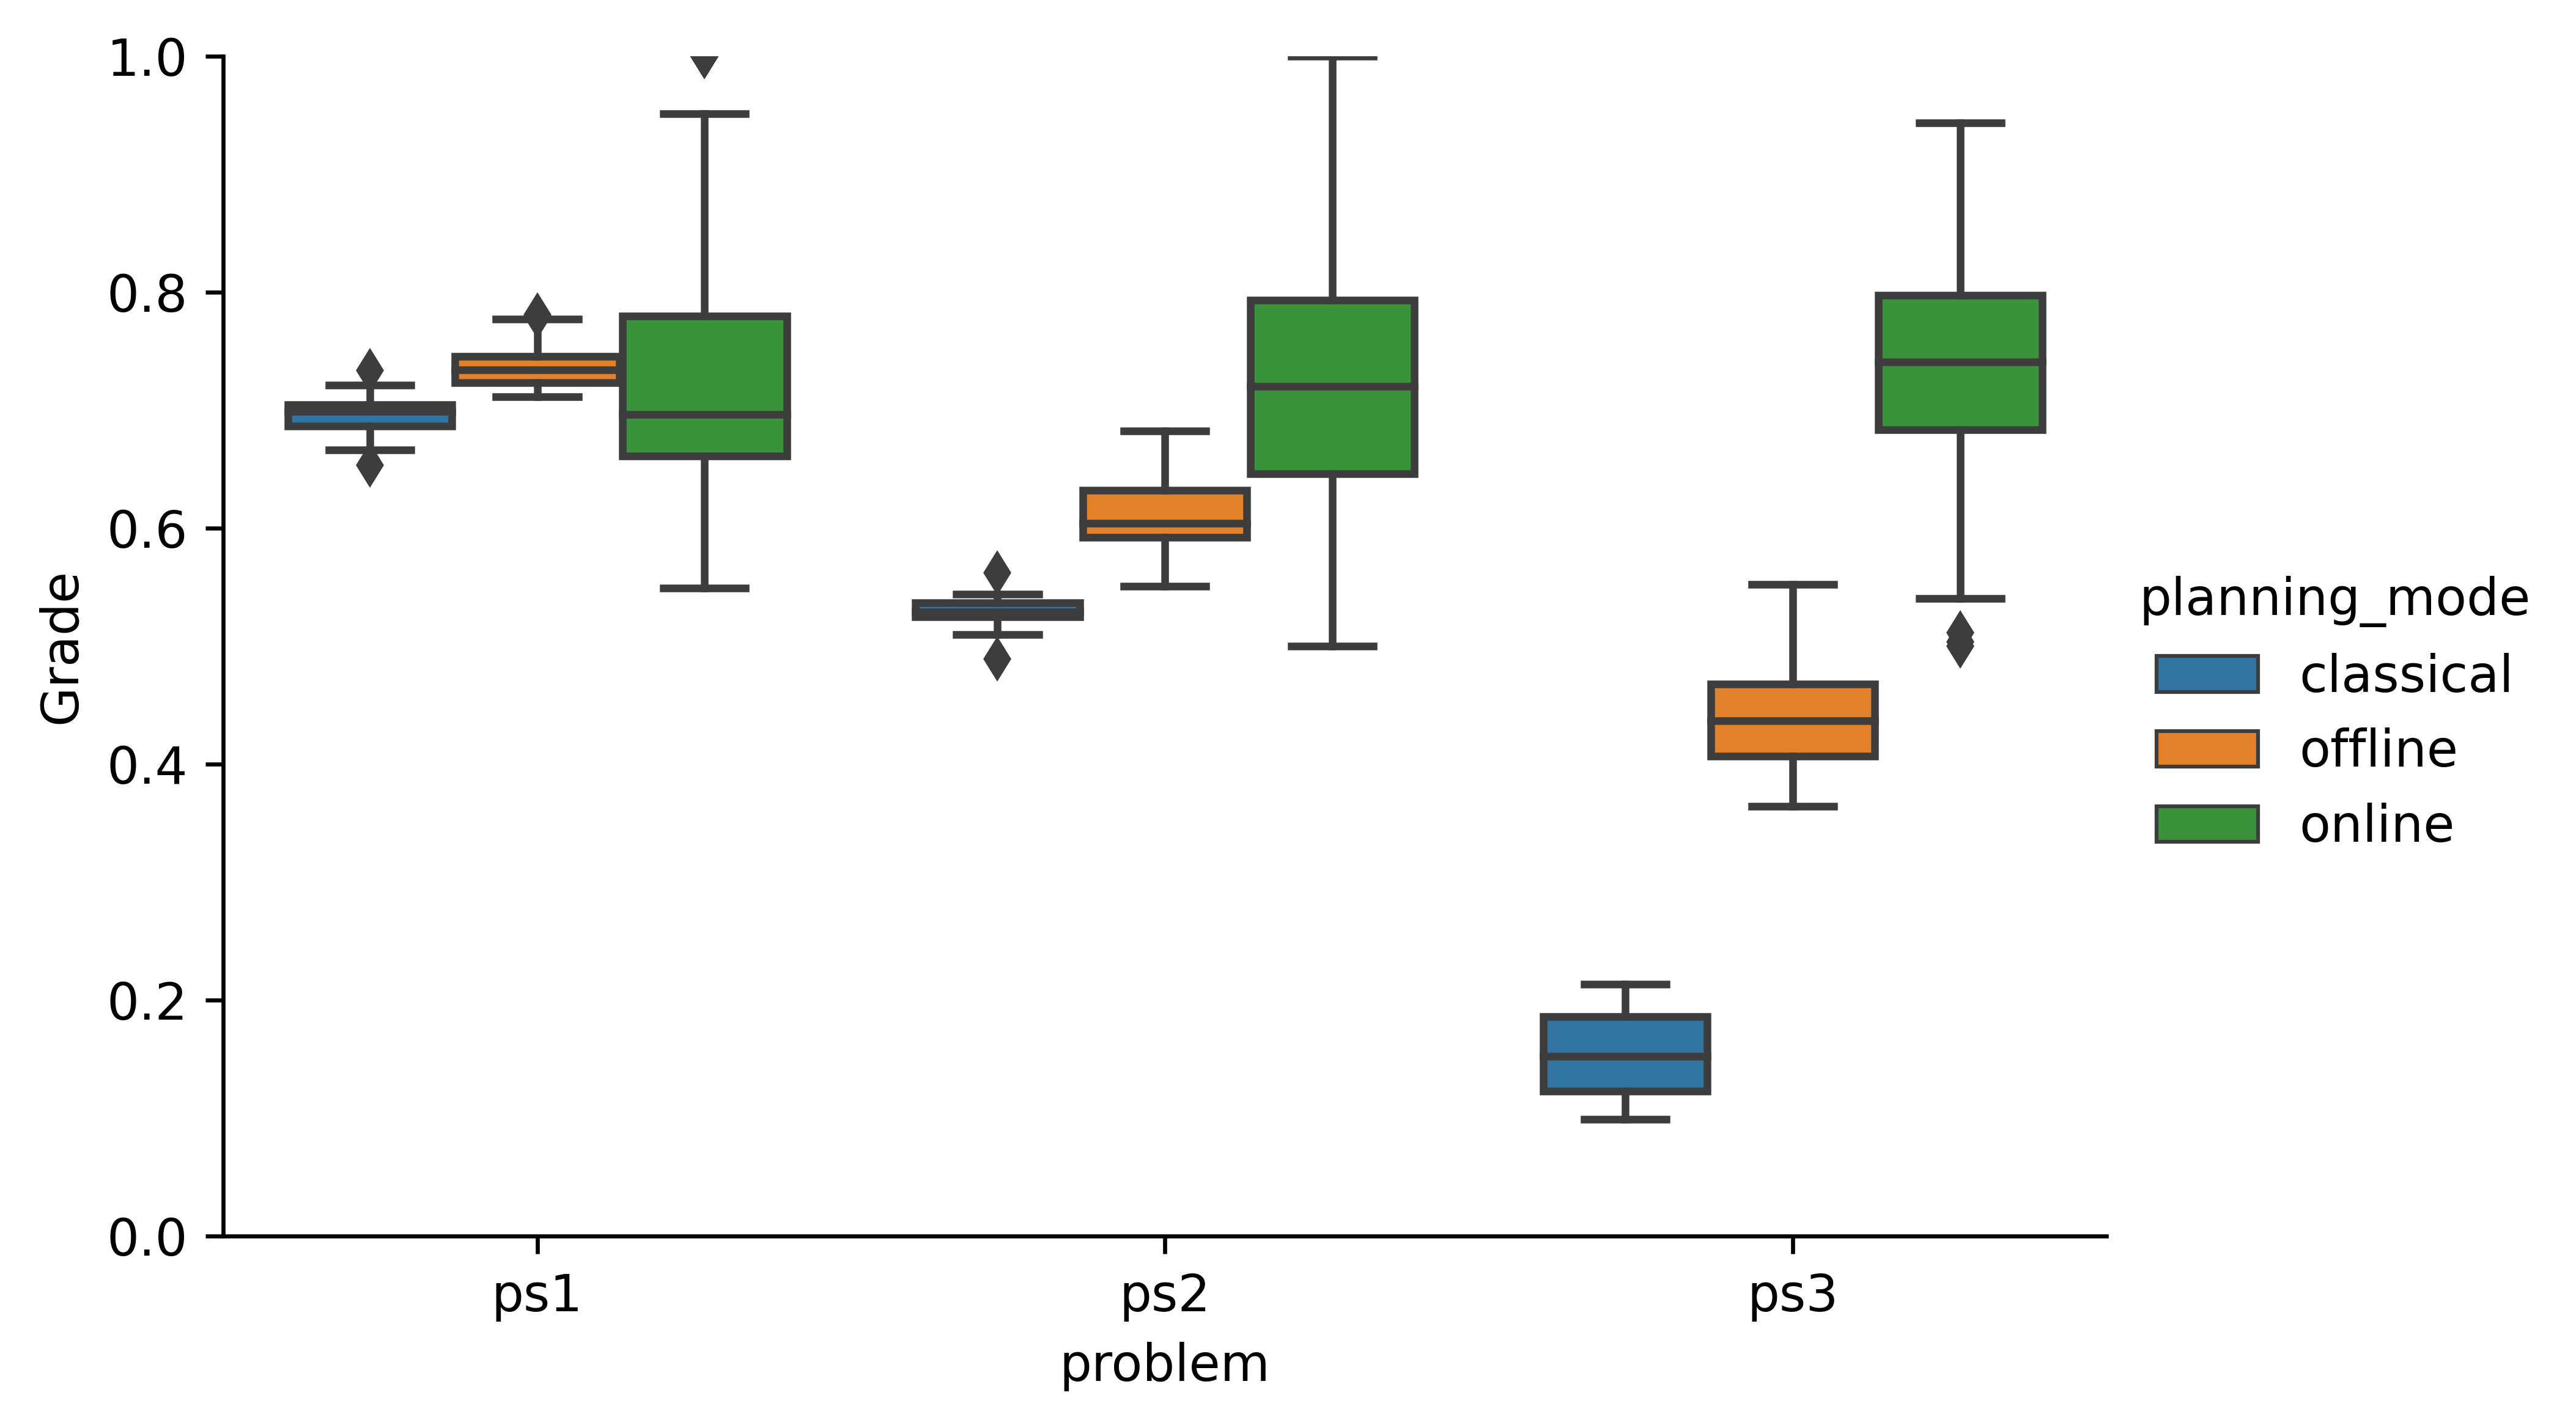 1.0
0.8
0.6
0.4
0.2
0.0
Grade
ps1
ps2
ps3
problem
planning_mode
classical
offline
online